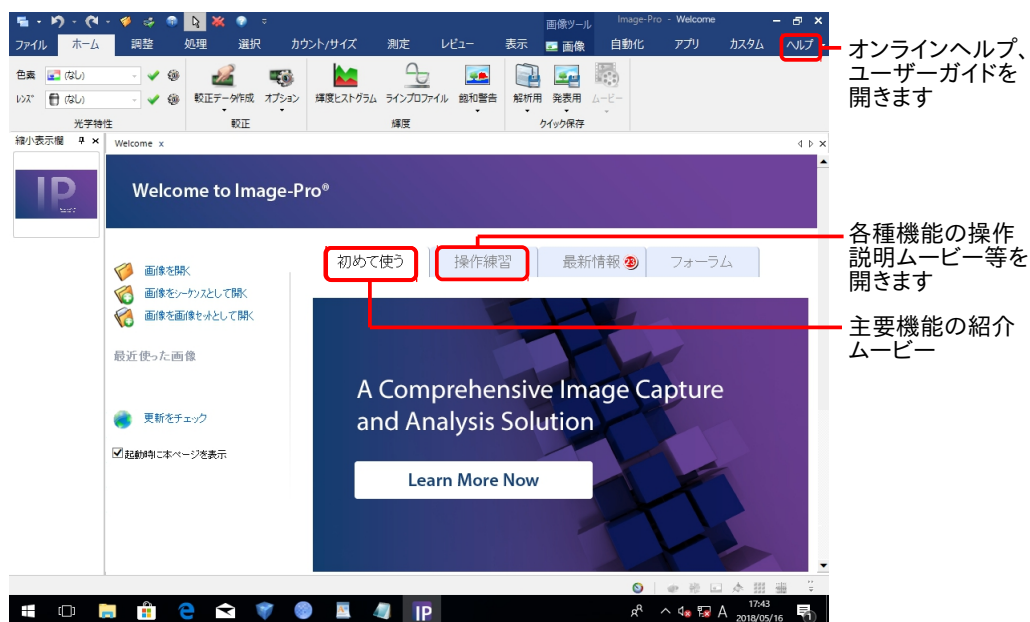 画像ツール
Image-Pro - Welcome
ファイル ホーム 調整 処理 選択 カウント/サイズ 測定 レビュー 表示 画像 自動化 アプリ カスタム ヘルプ
色素 (なし)
レンズ (なし)
較正データ作成 オプション 輝度ヒストグラム ラインプロファイル 飽和警告 解析用 発表用 ムービー
光学特性 較正 輝度 クイック保存
オンラインヘルプ、
ユーザーガイドを
開きます
縮小表示欄
Welcome x
IP
Welcome to Image-Pro®
初めて使う 操作練習 最新情報 23 フォーラム
各種機能の操作
説明ムービー等を
開きます
画像を開く
画像をシーケンスとして開く
画像を画像セットとして開く
最近使った画像
更新をチェック
起動時に本ページを表示
主要機能の紹介
ムービー
A Comprehensive Image Capture
and Analysis Solution
Learn More Now
IP
A
17:43
2018/05/16